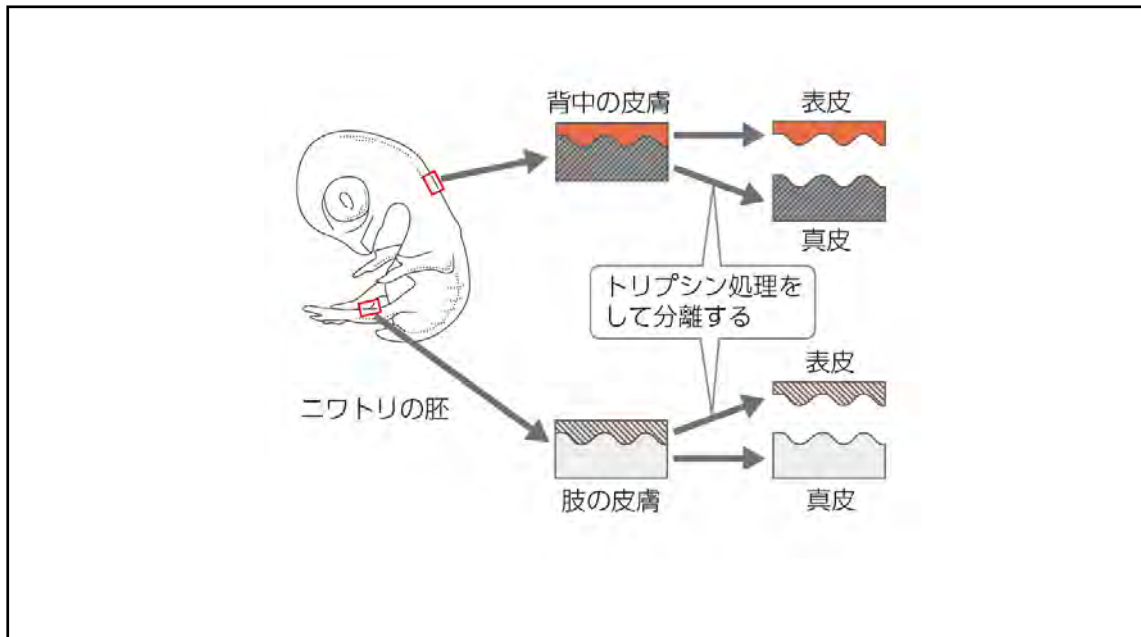 背中の皮膚
表皮
真皮
トリプシン処理を
して分離する
表皮
ニワトリの胚
肢の皮膚
真皮